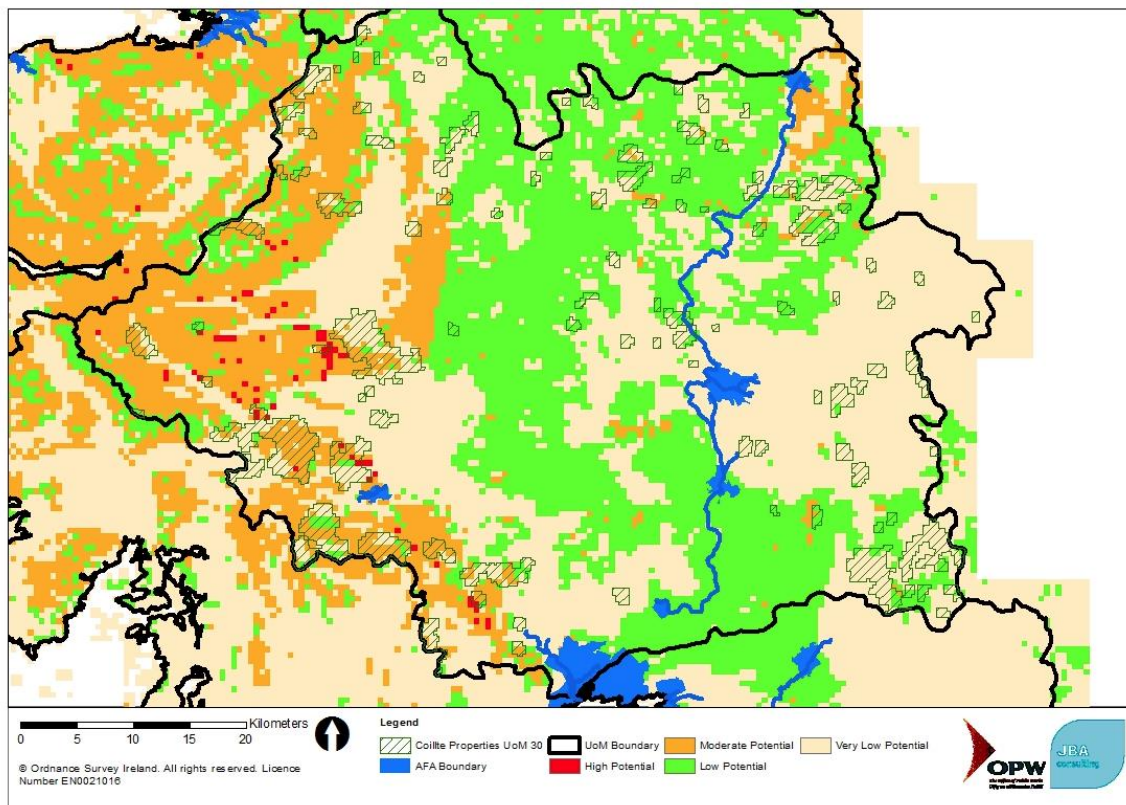 Kilometers
0 5 10 20
© Ordnance Survey Ireland. All rights reserved. Licence
Number EN0021016
Legend
Coillte Properties UoM 30 UoM Boundary Moderate Potential Very Low Potential
AFA Boundary High Potential Low Potential
OPW
JBA
consulting